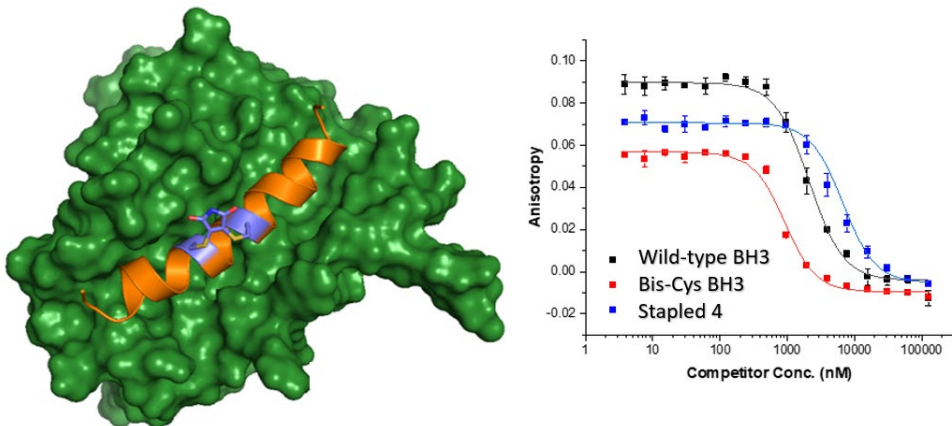 0.10
0.08
0.06
0.04
0.02
0.00
-0.02
Anisotropy
Wild-type BH3
Bis-Cys BH3
Stapled 4
1 10 100 1000 10000 100000
Competitor Conc. (nM)